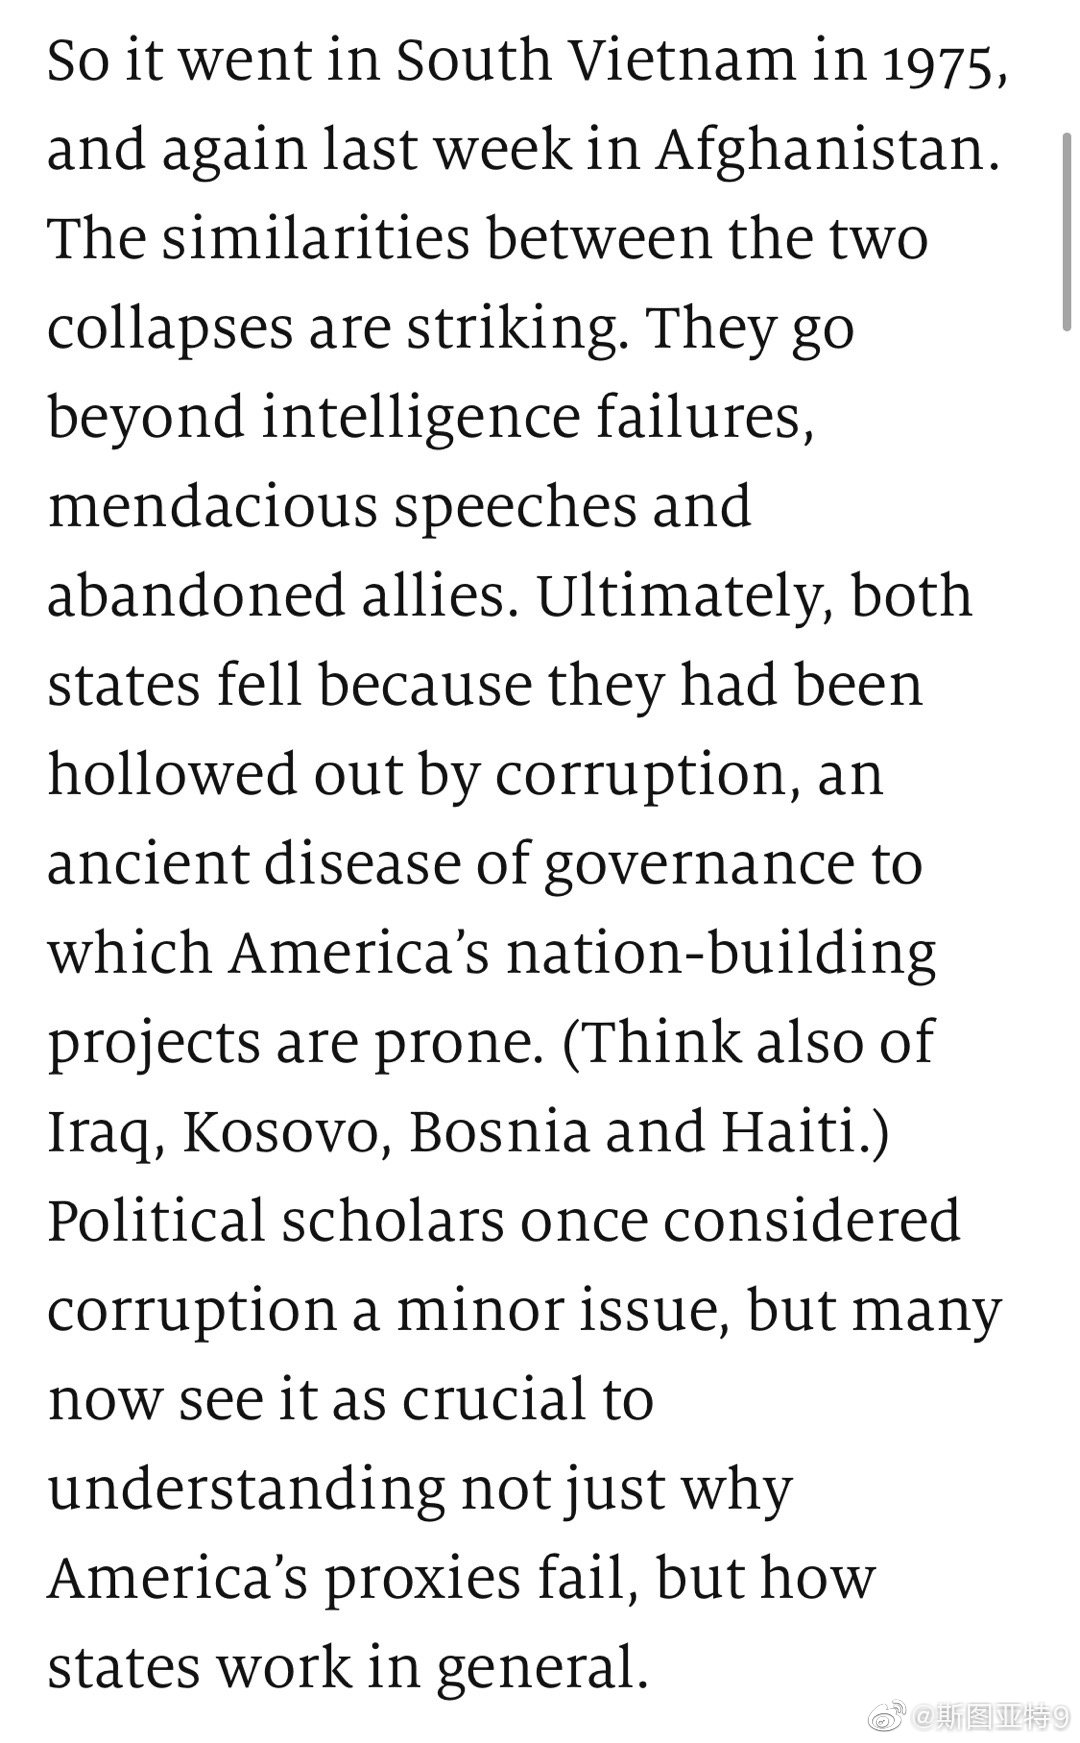 So it went in South Vietnam in 1975,
and again last week in Afghanistan.
The similarities between the two
collapses are striking. They go
beyond intelligence failures,
mendacious speeches and
abandoned allies. Ultimately, both
states fell because they had been
hollowed out by corruption, an
ancient disease of governance to
which America’s nation-building
projects are prone. (Think also of
Iraq, Kosovo, Bosnia and Haiti.)
Political scholars once considered
corruption a minor issue, but many
now see it as crucial to
understanding not just why
America’s proxies fail, but how
states work in general.
@斯图亚特9